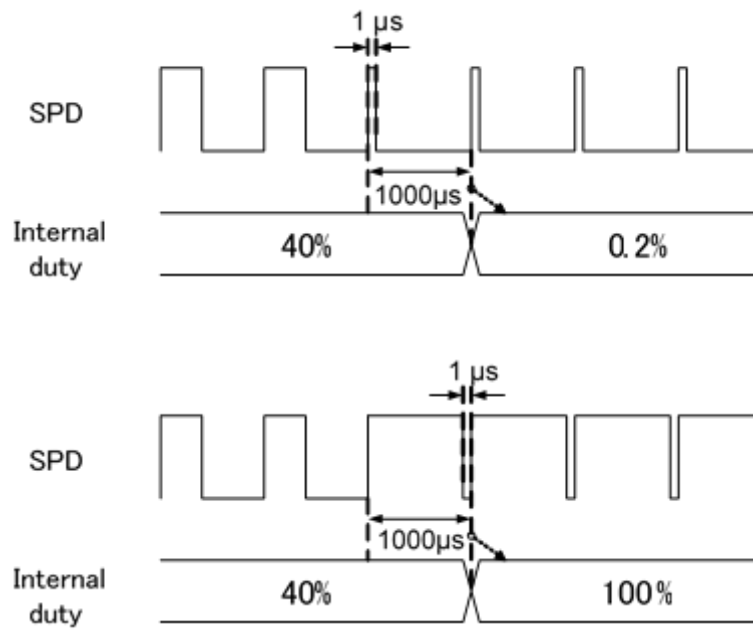 1 μs
SPD
1000μs
Internal
duty
40%
0.2%
1 μs
SPD
1000μs
Internal
duty
40%
100%